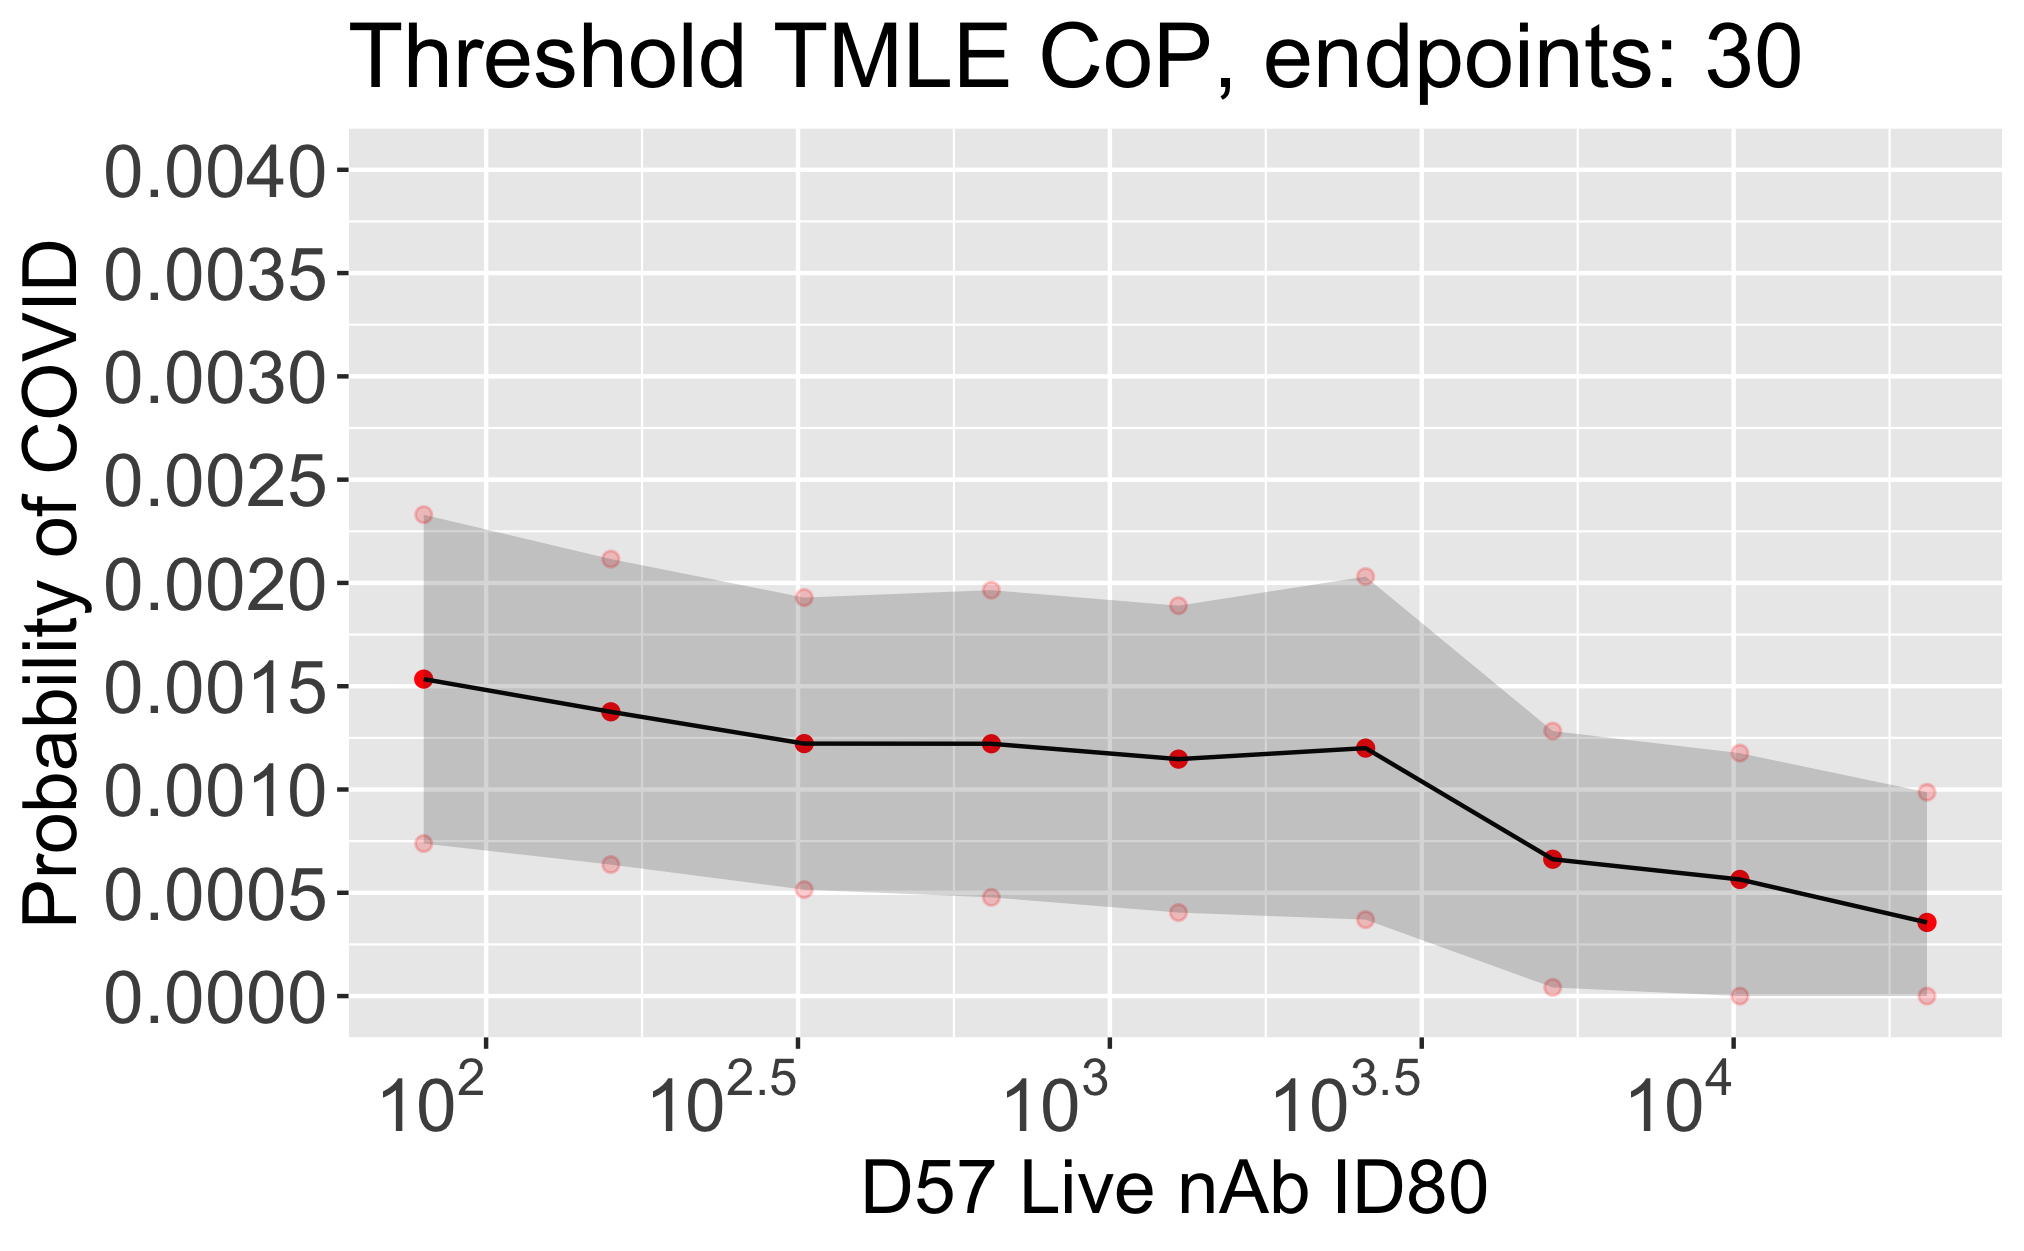 Threshold TMLE CoP, endpoints: 30
Probability of COVID
0.0040
0.0035
0.0030
0.0025
0.0020
0.0015
0.0010
0.0005
0.0000
10^2 10^2.5 10^3 10^3.5 10^4
D57 Live nAb ID80